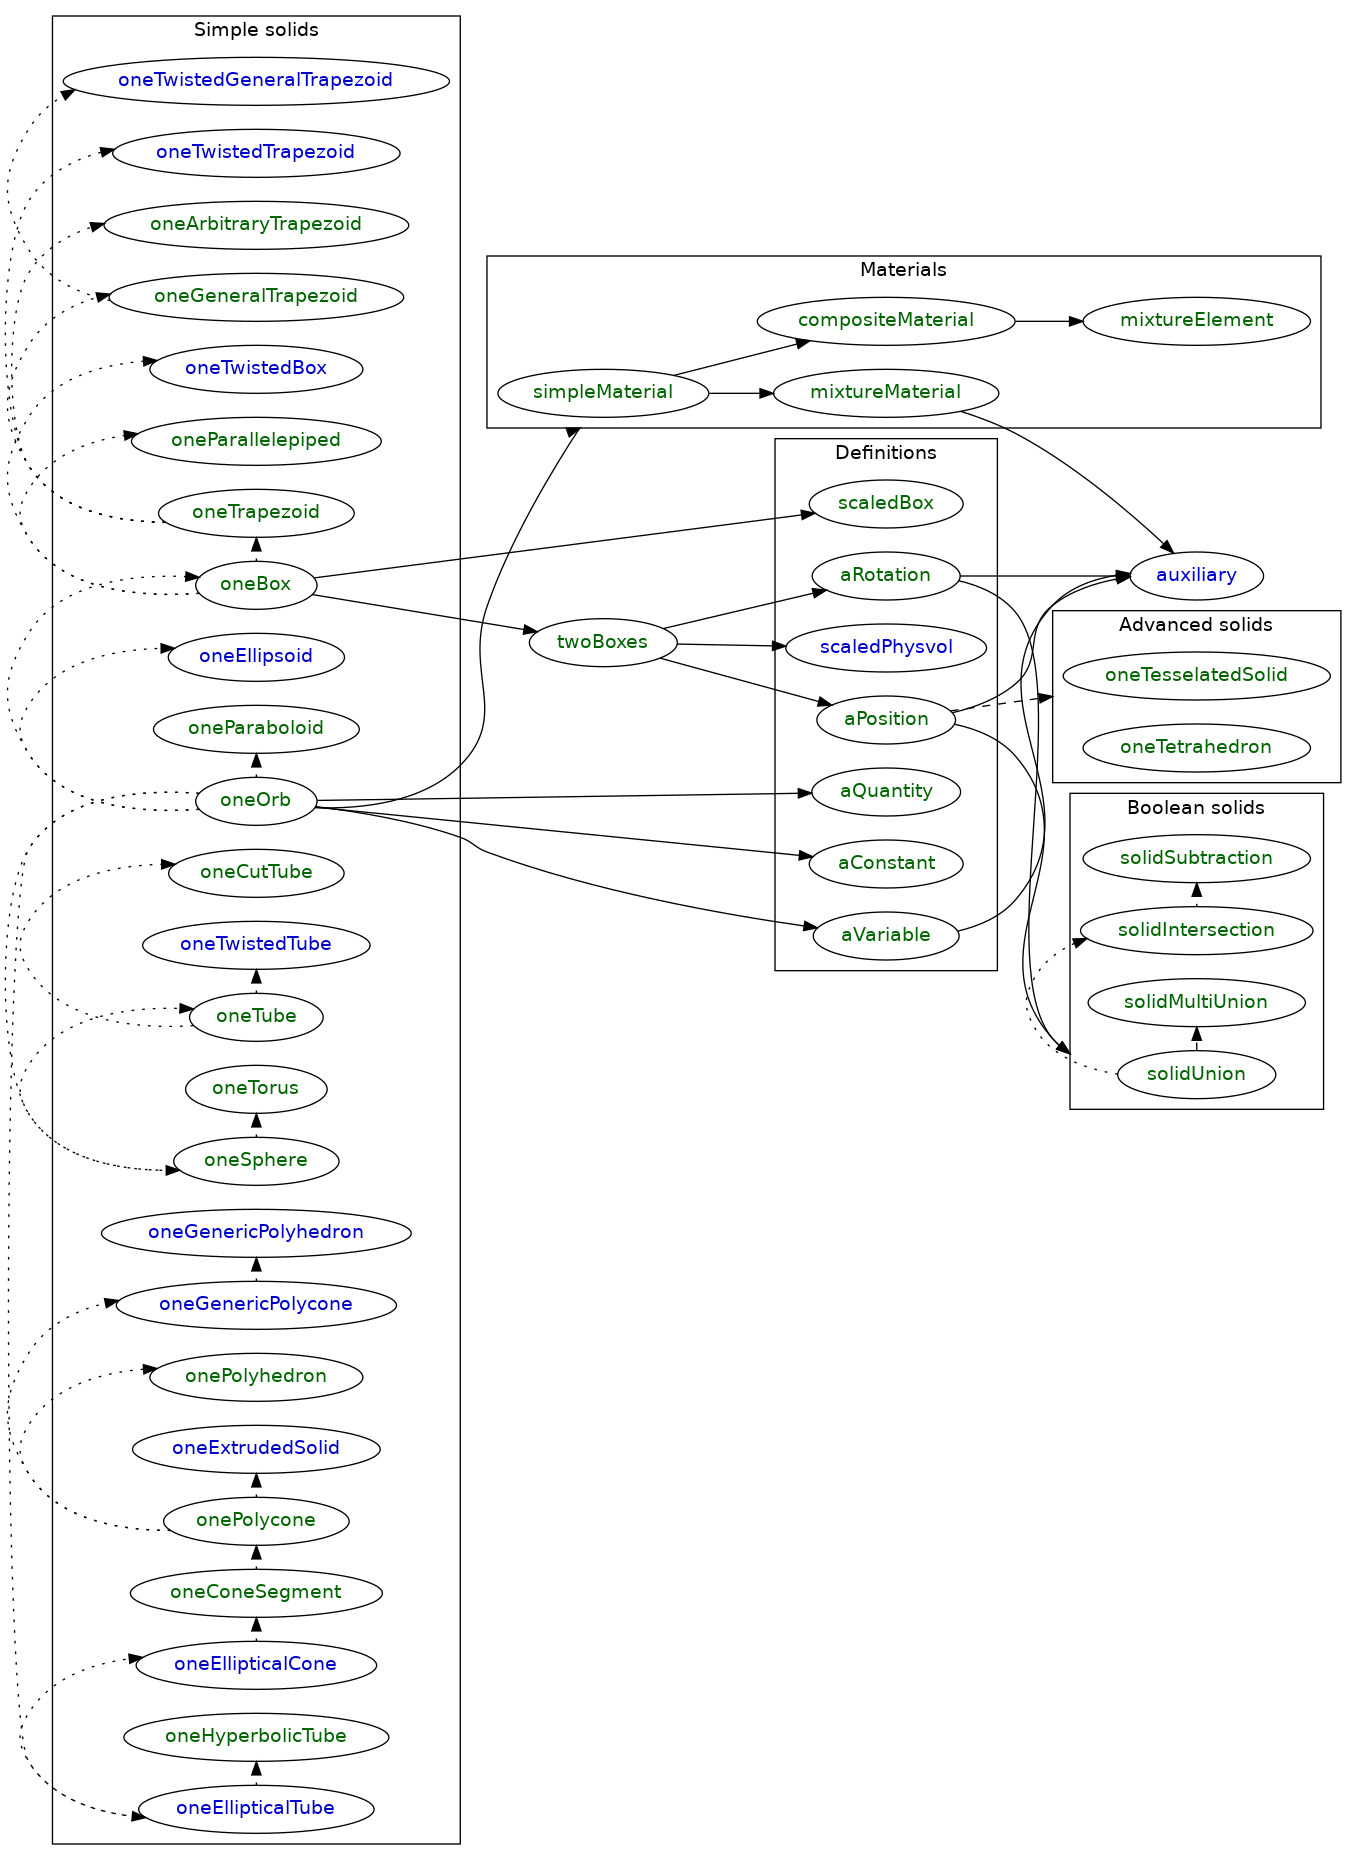 Simple solids
oneTwistedGeneralTrapezoid
oneTwistedTrapezoid
oneArbitraryTrapezoid
oneGeneralTrapezoid
oneTwistedBox
oneParallelepiped
oneTrapezoid
oneBox
oneEllipsoid
oneParaboloid
oneOrb
oneCutTube
oneTwistedTube
oneTube
oneTorus
oneSphere
oneGenericPolyhedron
oneGenericPolycone
onePolyhedron
oneExtrudedSolid
onePolycone
oneConeSegment
oneEllipticalCone
oneHyperbolicTube
oneEllipticalTube
Materials
compositeMaterial
mixtureElement
simpleMaterial
mixtureMaterial
twoBoxes
Definitions
scaledBox
aRotation
scaledPhysvol
aPosition
aQuantity
aConstant
aVariable
auxiliary
Advanced solids
oneTesselatedSolid
oneTetrahedron
Boolean solids
solidSubtraction
solidIntersection
solidMultiUnion
solidUnion